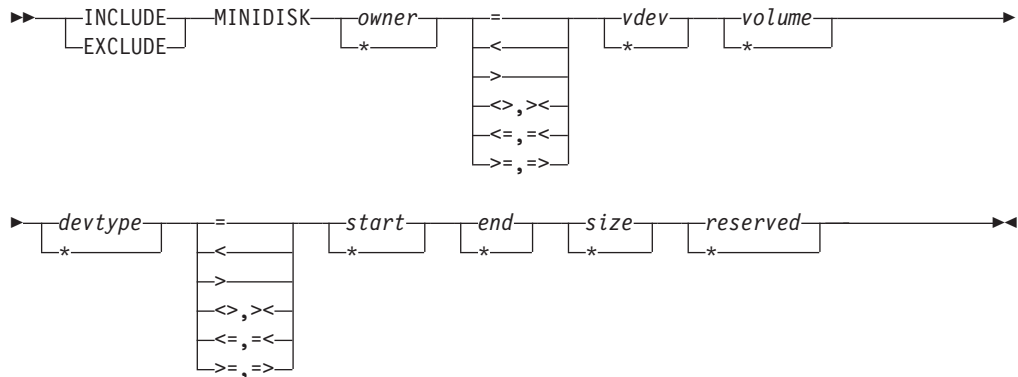 INCLUDE MINIDISK owner = vdev volume
EXCLUDE * < * *
>
<>,><
<=,=<
>=,=>
devtype = start end size reserved
* < * * * *
>
<>,><
<=,=<
>=,=>